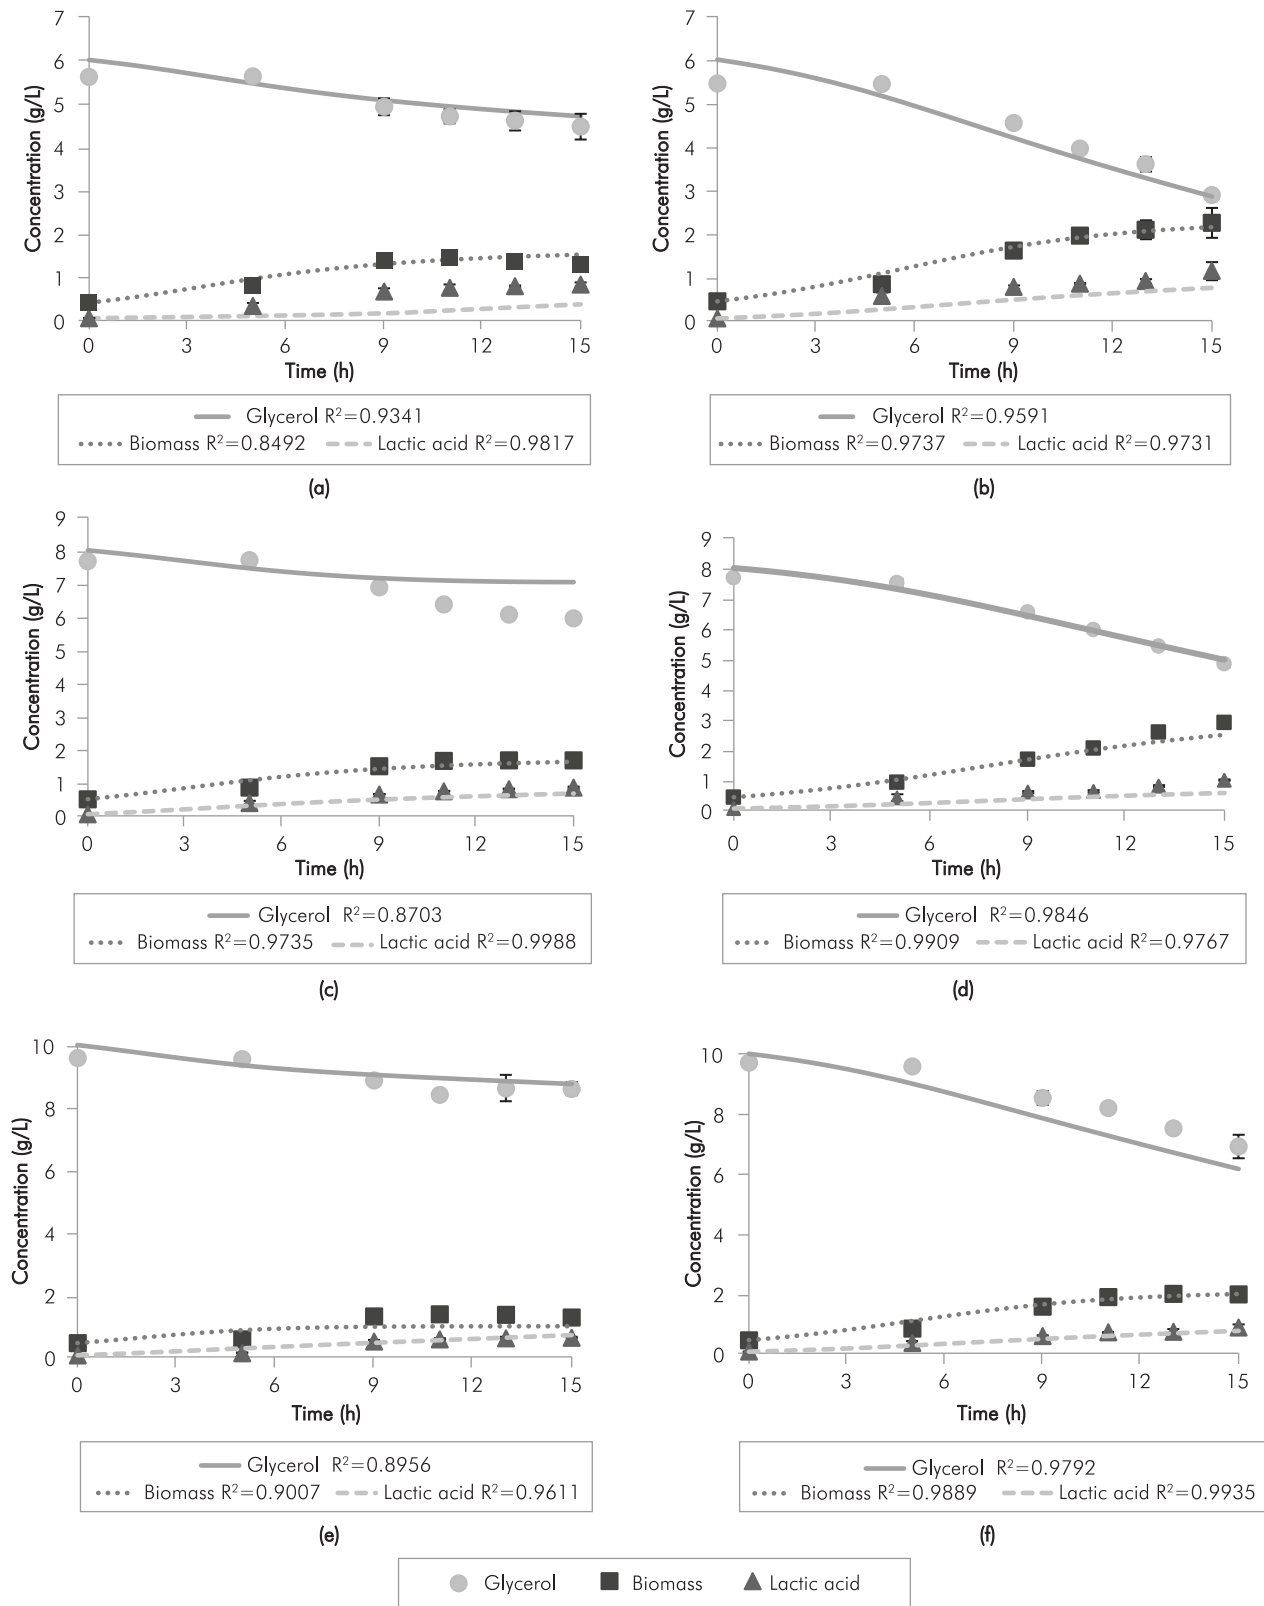 7
6
5
4
3
2
1
0
Concentration (g/L)
0 3 6 9 12 15
Time (h)
Glycerol R²=0.9341
Biomass R²=0.8492 Lactic acid R²=0.9817
(a)
7
6
5
4
3
2
1
0
Concentration (g/L)
0 3 6 9 12 15
Time (h)
Glycerol R²=0.9591
Biomass R²=0.9737 Lactic acid R²=0.9731
(b)
9
8
7
6
5
4
3
2
1
0
Concentration (g/L)
0 3 6 9 12 15
Time (h)
Glycerol R²=0.8703
Biomass R²=0.9735 Lactic acid R²=0.9988
(c)
9
8
7
6
5
4
3
2
1
0
Concentration (g/L)
0 3 6 9 12 15
Time (h)
Glycerol R²=0.9846
Biomass R²=0.9909 Lactic acid R²=0.9767
(d)
10
8
6
4
2
0
Concentration (g/L)
0 3 6 9 12 15
Time (h)
Glycerol R²=0.8956
Biomass R²=0.9007 Lactic acid R²=0.9611
(e)
10
8
6
4
2
0
Concentration (g/L)
0 3 6 9 12 15
Time (h)
Glycerol R²=0.9792
Biomass R²=0.9889 Lactic acid R²=0.9935
(f)
Glycerol Biomass Lactic acid